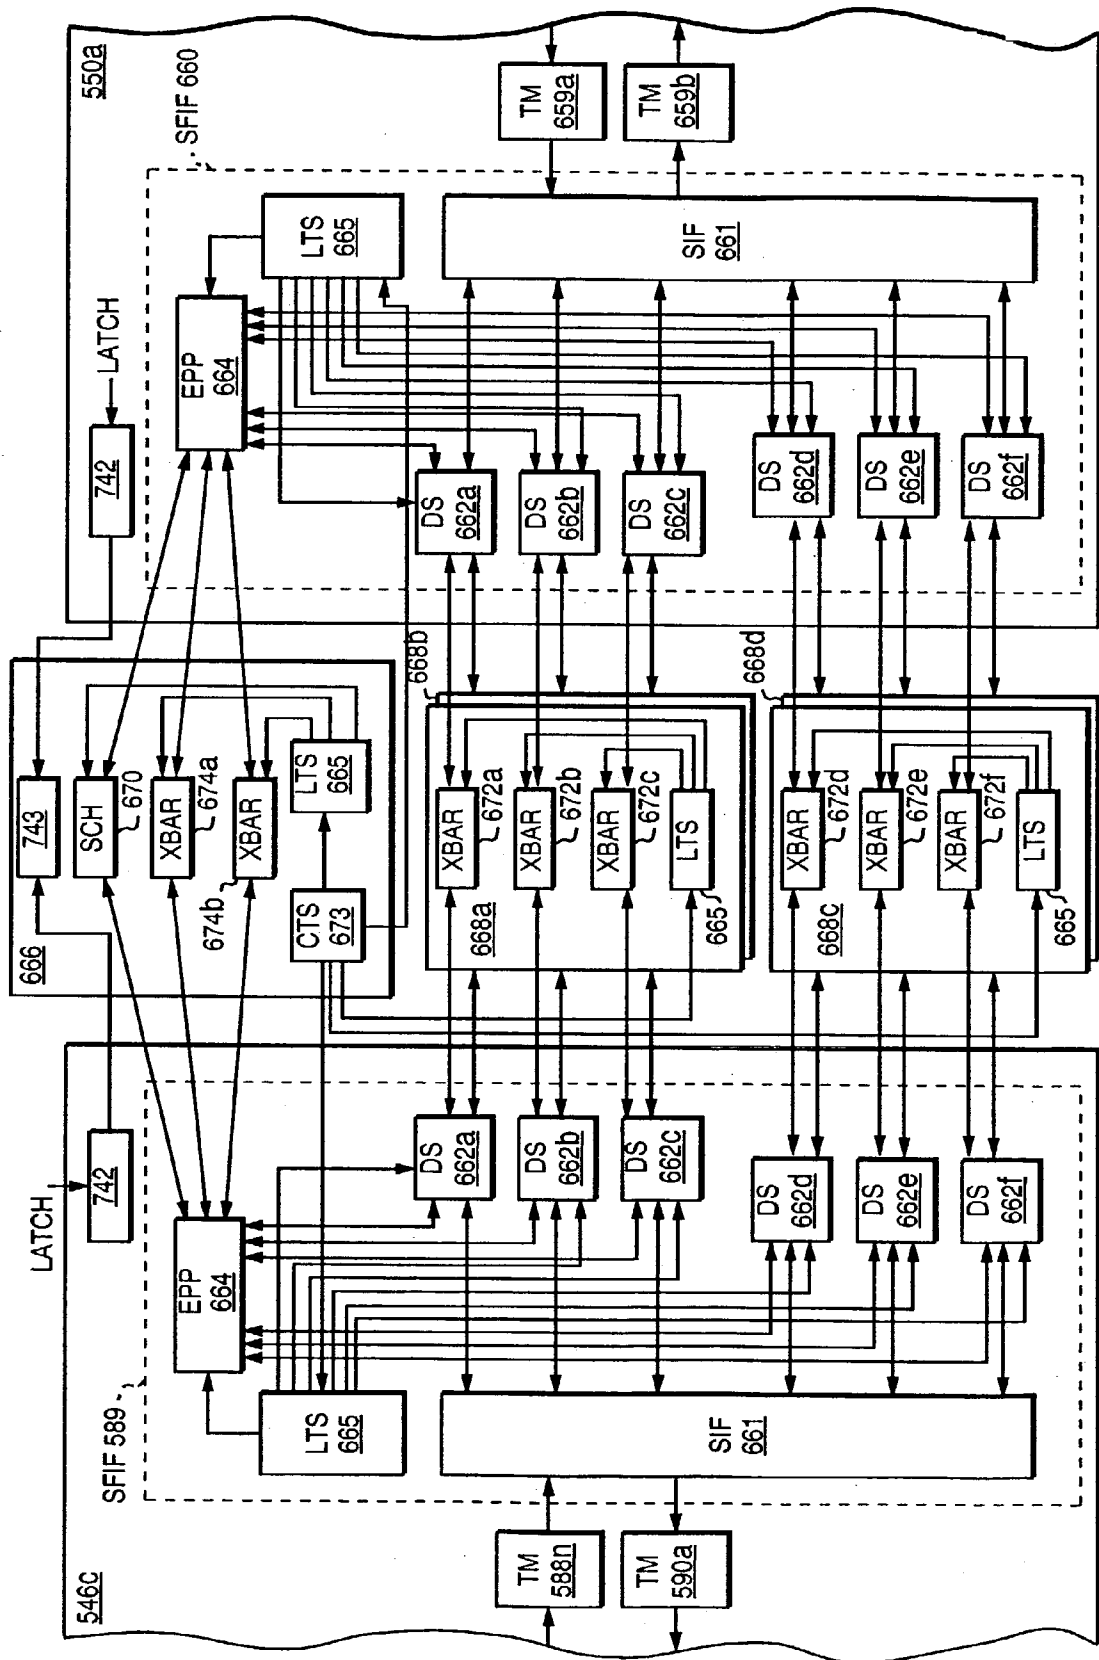 550a
SFIF 660
TM
659a
TM
659b
LTS
665
SIF
661
LATCH
742
EPP
664
DS
662a
DS
662b
DS
662c
DS
662d
DS
662e
DS
662f
666
743
SCH
670
XBAR
674a
XBAR
674b
LTS
665
CTS
673
668b
XBAR
672a
XBAR
672b
XBAR
672c
LTS
665
668a
668d
XBAR
672d
XBAR
672e
XBAR
672f
LTS
665
668c
LATCH
742
EPP
664
DS
662a
DS
662b
DS
662c
DS
662d
DS
662e
DS
662f
SFIF 589
LTS
665
SIF
661
TM
588n
TM
590a
546c